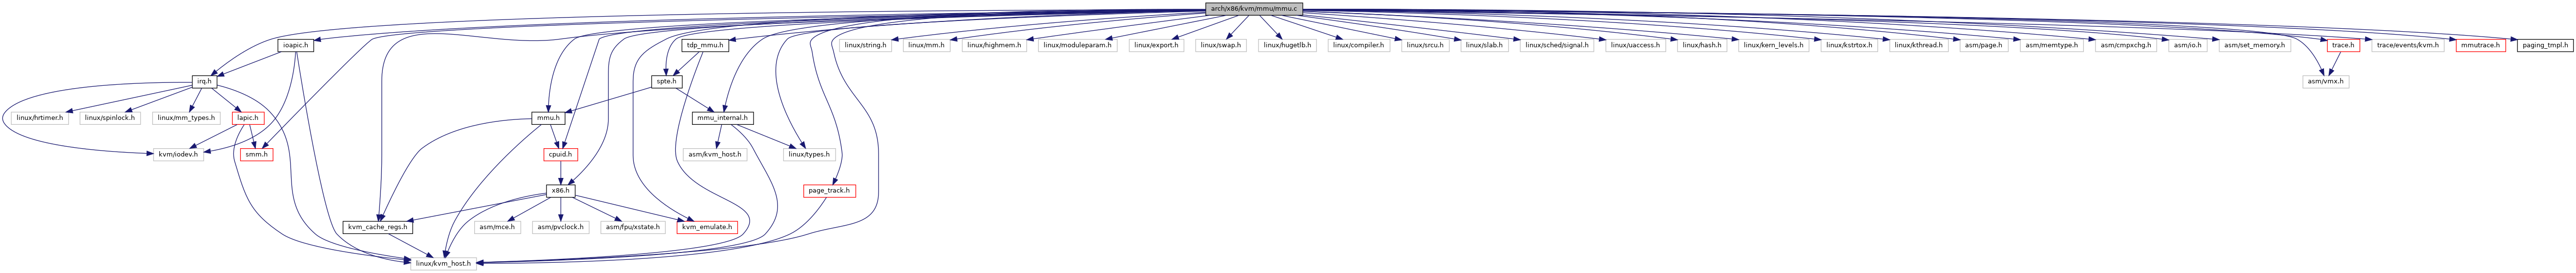 arch/x86/kvm/mmu/mmu.c
ioapic.h
tdp_mmu.h
linux/string.h
linux/mm.h
linux/highmem.h
linux/moduleparam.h
linux/export.h
linux/swap.h
linux/hugetlb.h
linux/compiler.h
linux/srcu.h
linux/slab.h
linux/sched/signal.h
linux/uaccess.h
linux/hash.h
linux/kern_levels.h
linux/kstrtox.h
linux/kthread.h
asm/page.h
asm/memtype.h
asm/cmpxchg.h
asm/io.h
asm/set_memory.h
trace.h
trace/events/kvm.h
mmutrace.h
paging_tmpl.h
irq.h
spte.h
asm/vmx.h
linux/hrtimer.h
linux/spinlock.h
linux/mm_types.h
lapic.h
mmu.h
mmu_internal.h
kvm/iodev.h
smm.h
cpuid.h
asm/kvm_host.h
linux/types.h
x86.h
page_track.h
kvm_cache_regs.h
asm/mce.h
asm/pvclock.h
asm/fpu/xstate.h
kvm_emulate.h
linux/kvm_host.h